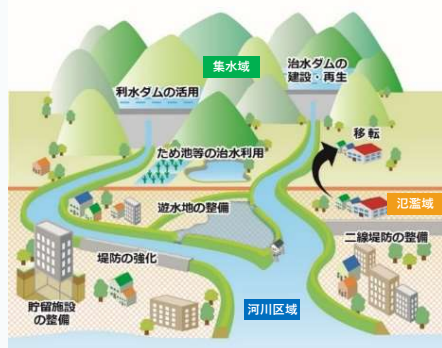 集水域
治水ダムの
建設・再生
利水ダムの活用
移転
ため池等の治水利用
氾濫域
遊水地の整備
二線堤防の整備
堤防の強化
貯留施設
の整備
河川区域